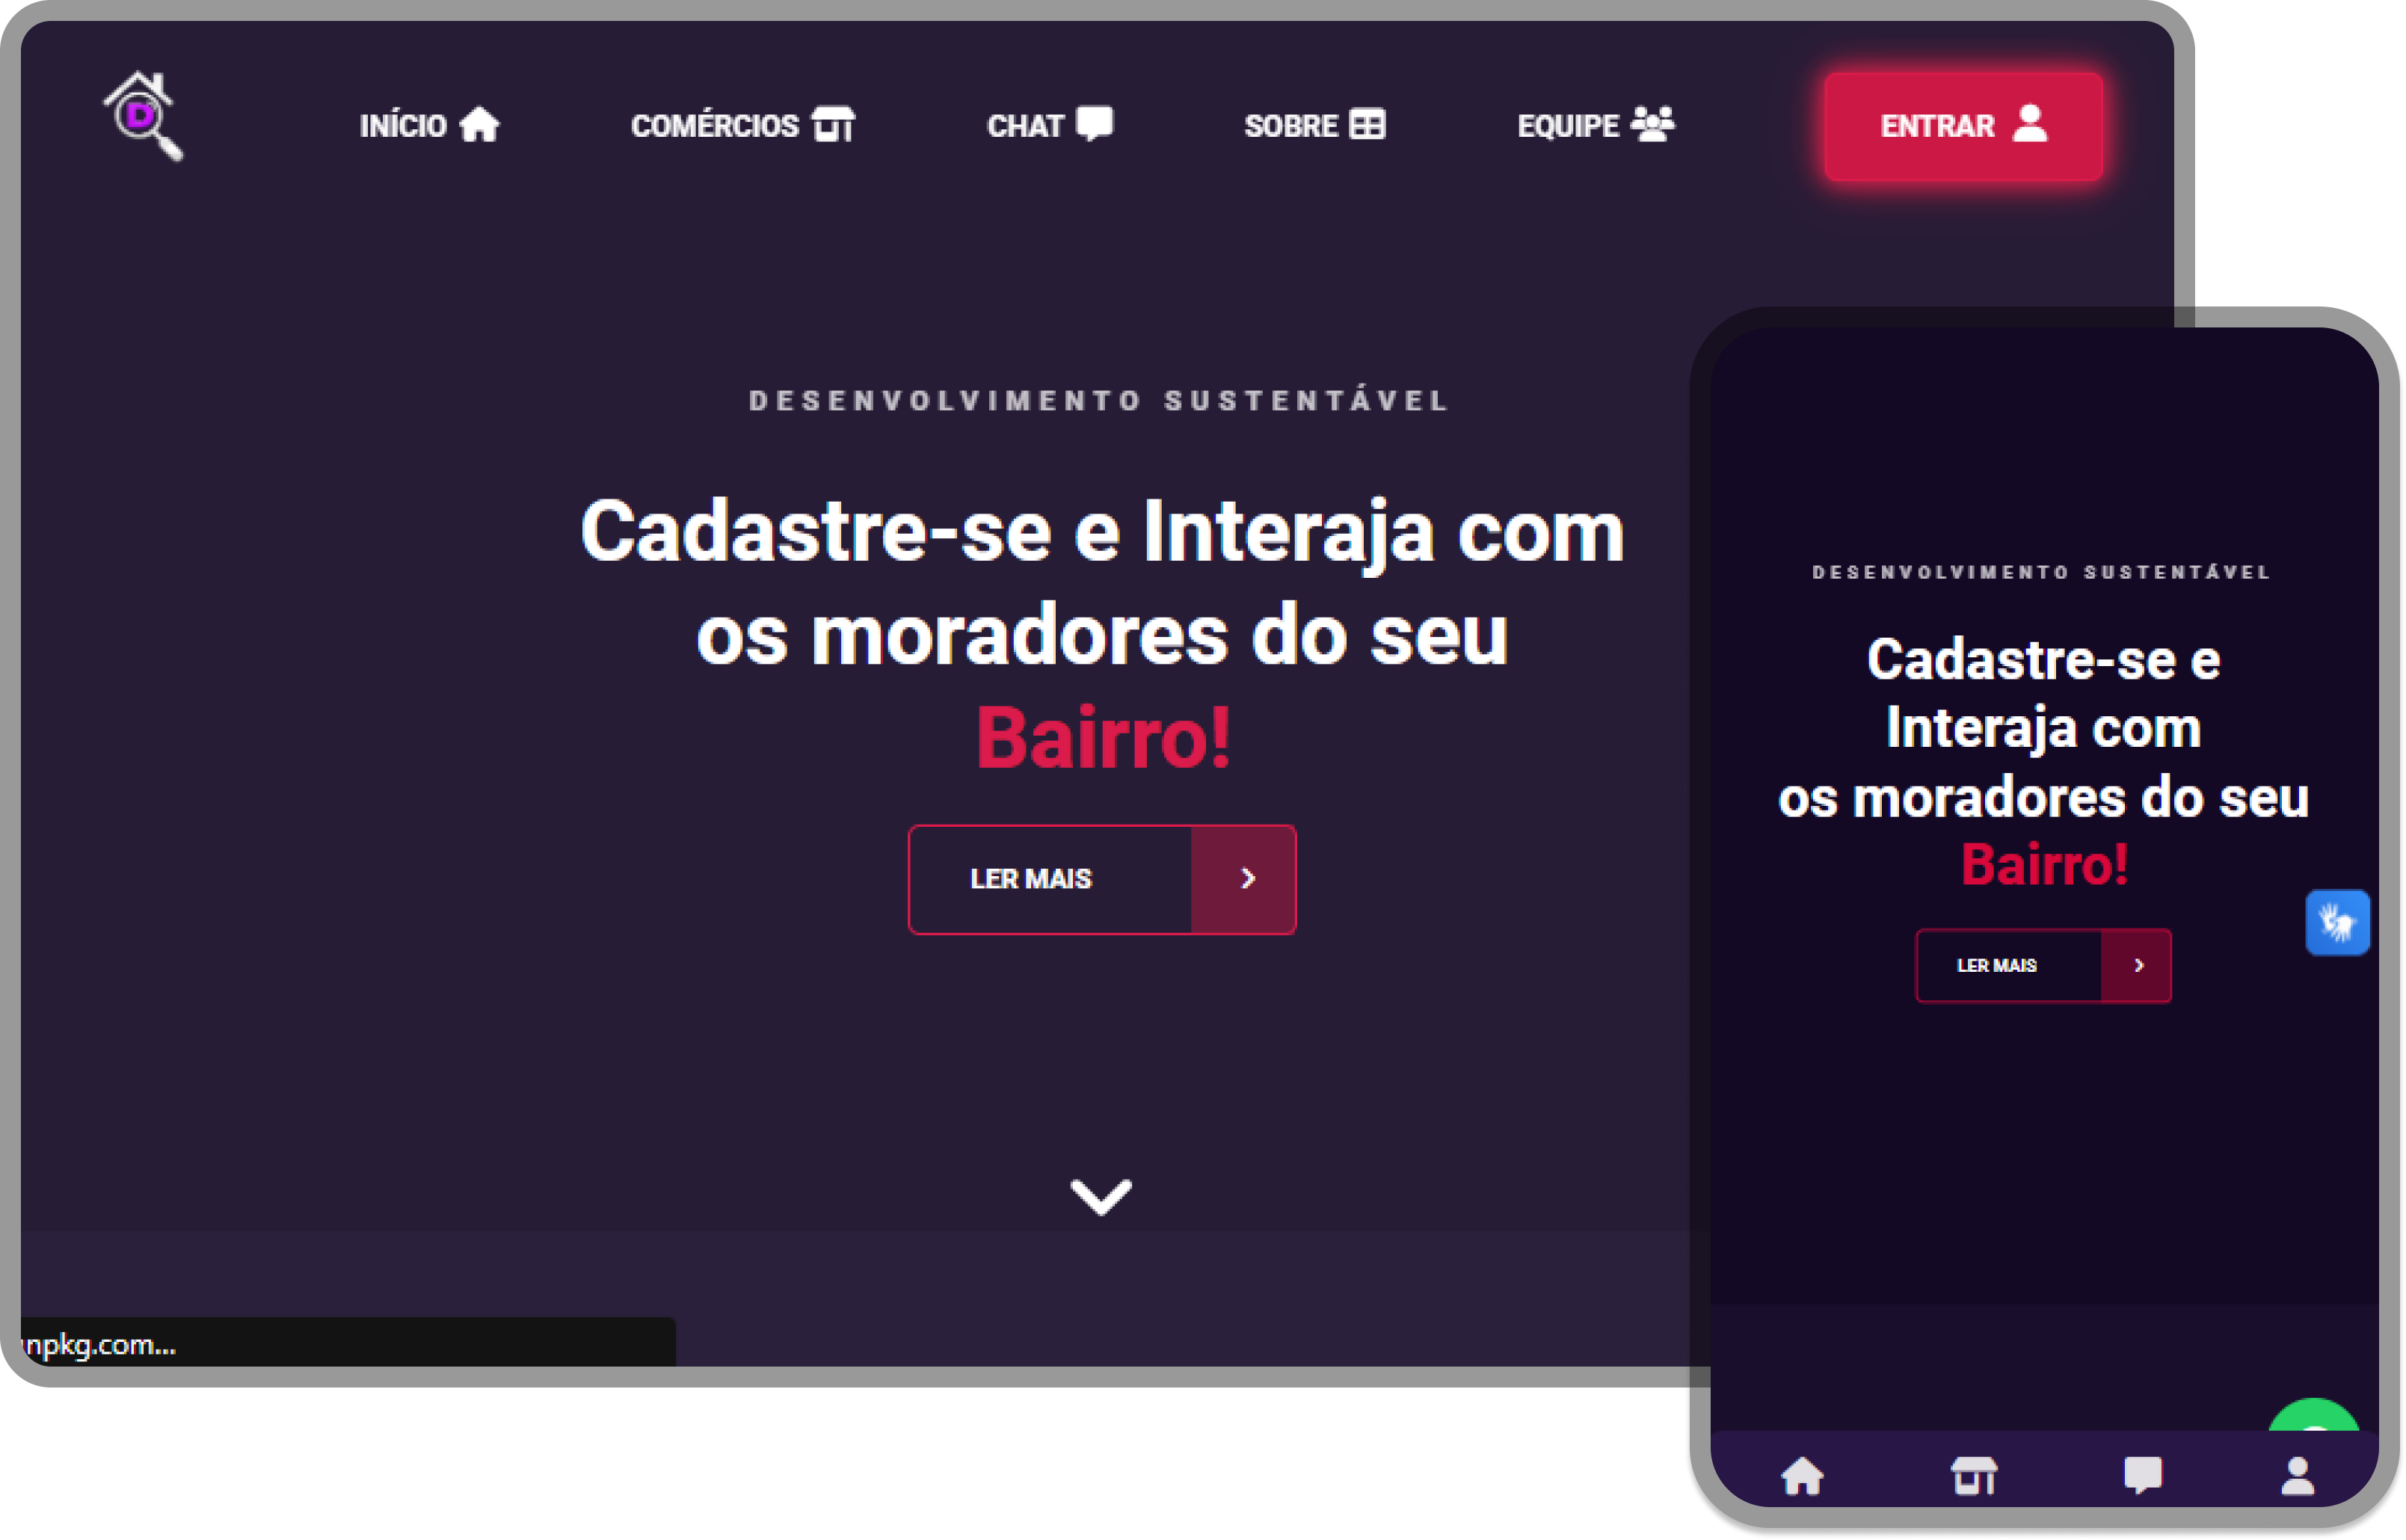 D
INÍCIO
COMÉRCIOS
CHAT
SOBRE
EQUIPE
ENTRAR
DESENVOLVIMENTO SUSTENTÁVEL
Cadastre-se e Interaja com
os moradores do seu
Bairro!
LER MAIS
npkg.com...
DESENVOLVIMENTO SUSTENTÁVEL
Cadastre-se e
Interaja com
os moradores do seu
Bairro!
LER MAIS